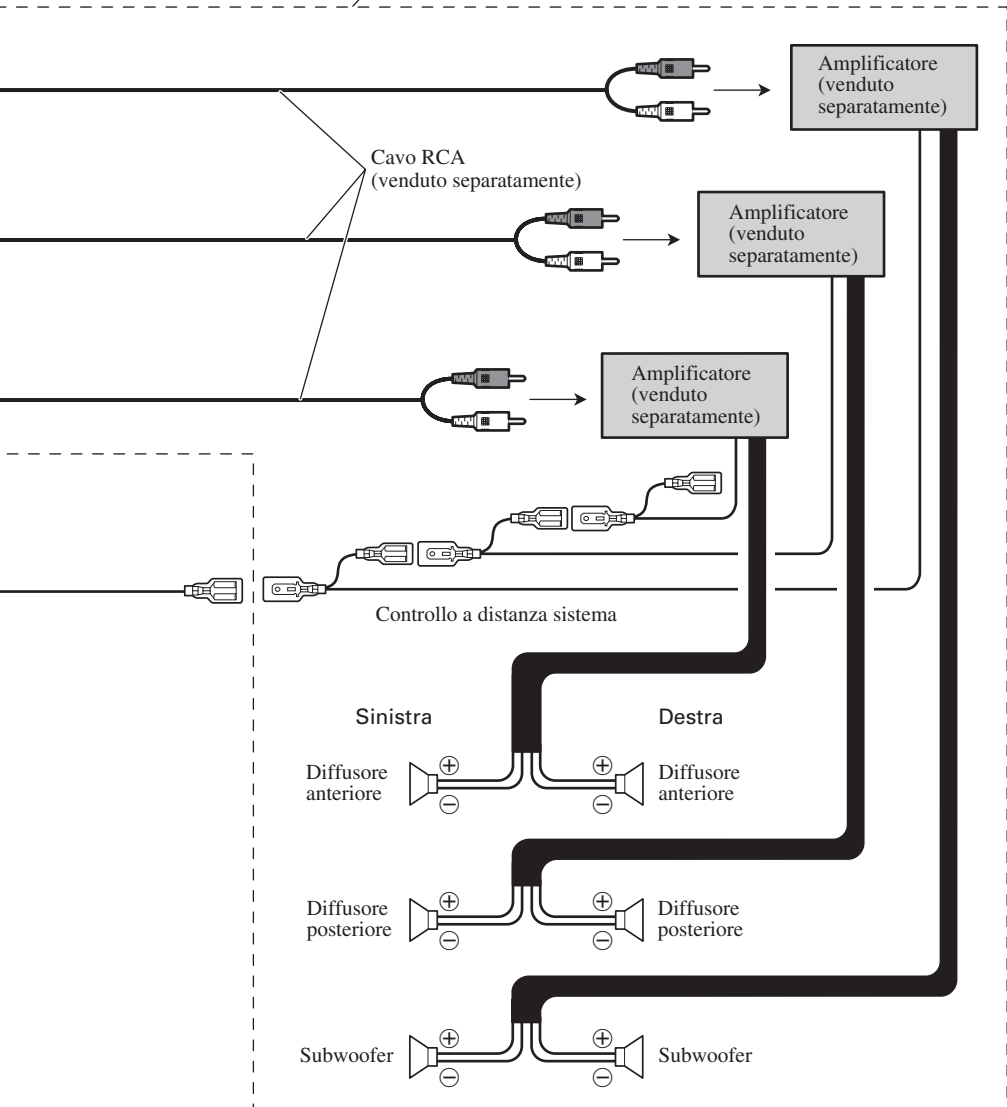 Amplificatore
(venduto
separatamente)
Cavo RCA
(venduto separatamente)
Amplificatore
(venduto
separatamente)
Amplificatore
(venduto
separatamente)
Controllo a distanza sistema
Sinistra
Destra
Diffusore
anteriore
+
−
+
−
Diffusore
anteriore
Diffusore
posteriore
+
−
+
−
Diffusore
posteriore
Subwoofer
+
−
+
−
Subwoofer